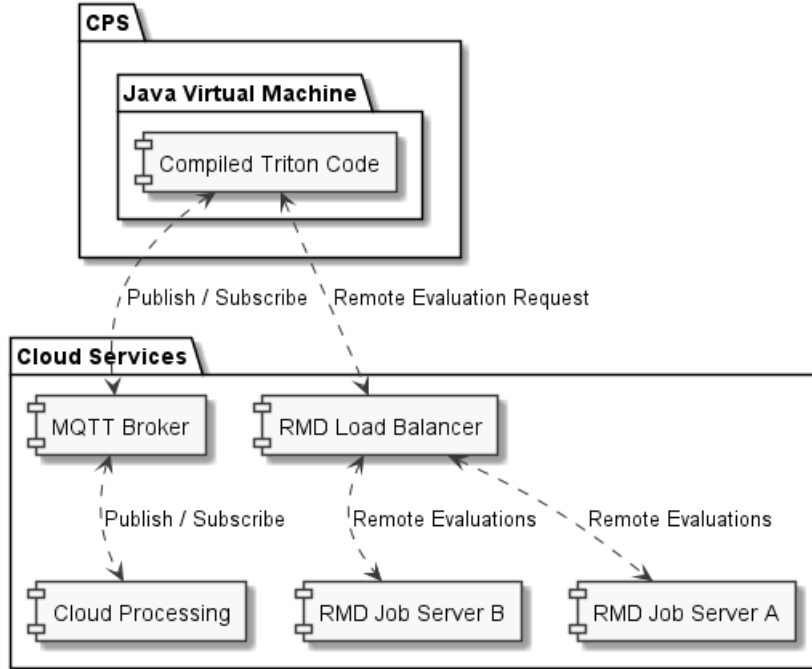 CPS
Java Virtual Machine
Compiled Triton Code
Publish / Subscribe
Remote Evaluation Request
Cloud Services
MQTT Broker
RMD Load Balancer
Publish / Subscribe
Remote Evaluations
Remote Evaluations
Cloud Processing
RMD Job Server B
RMD Job Server A